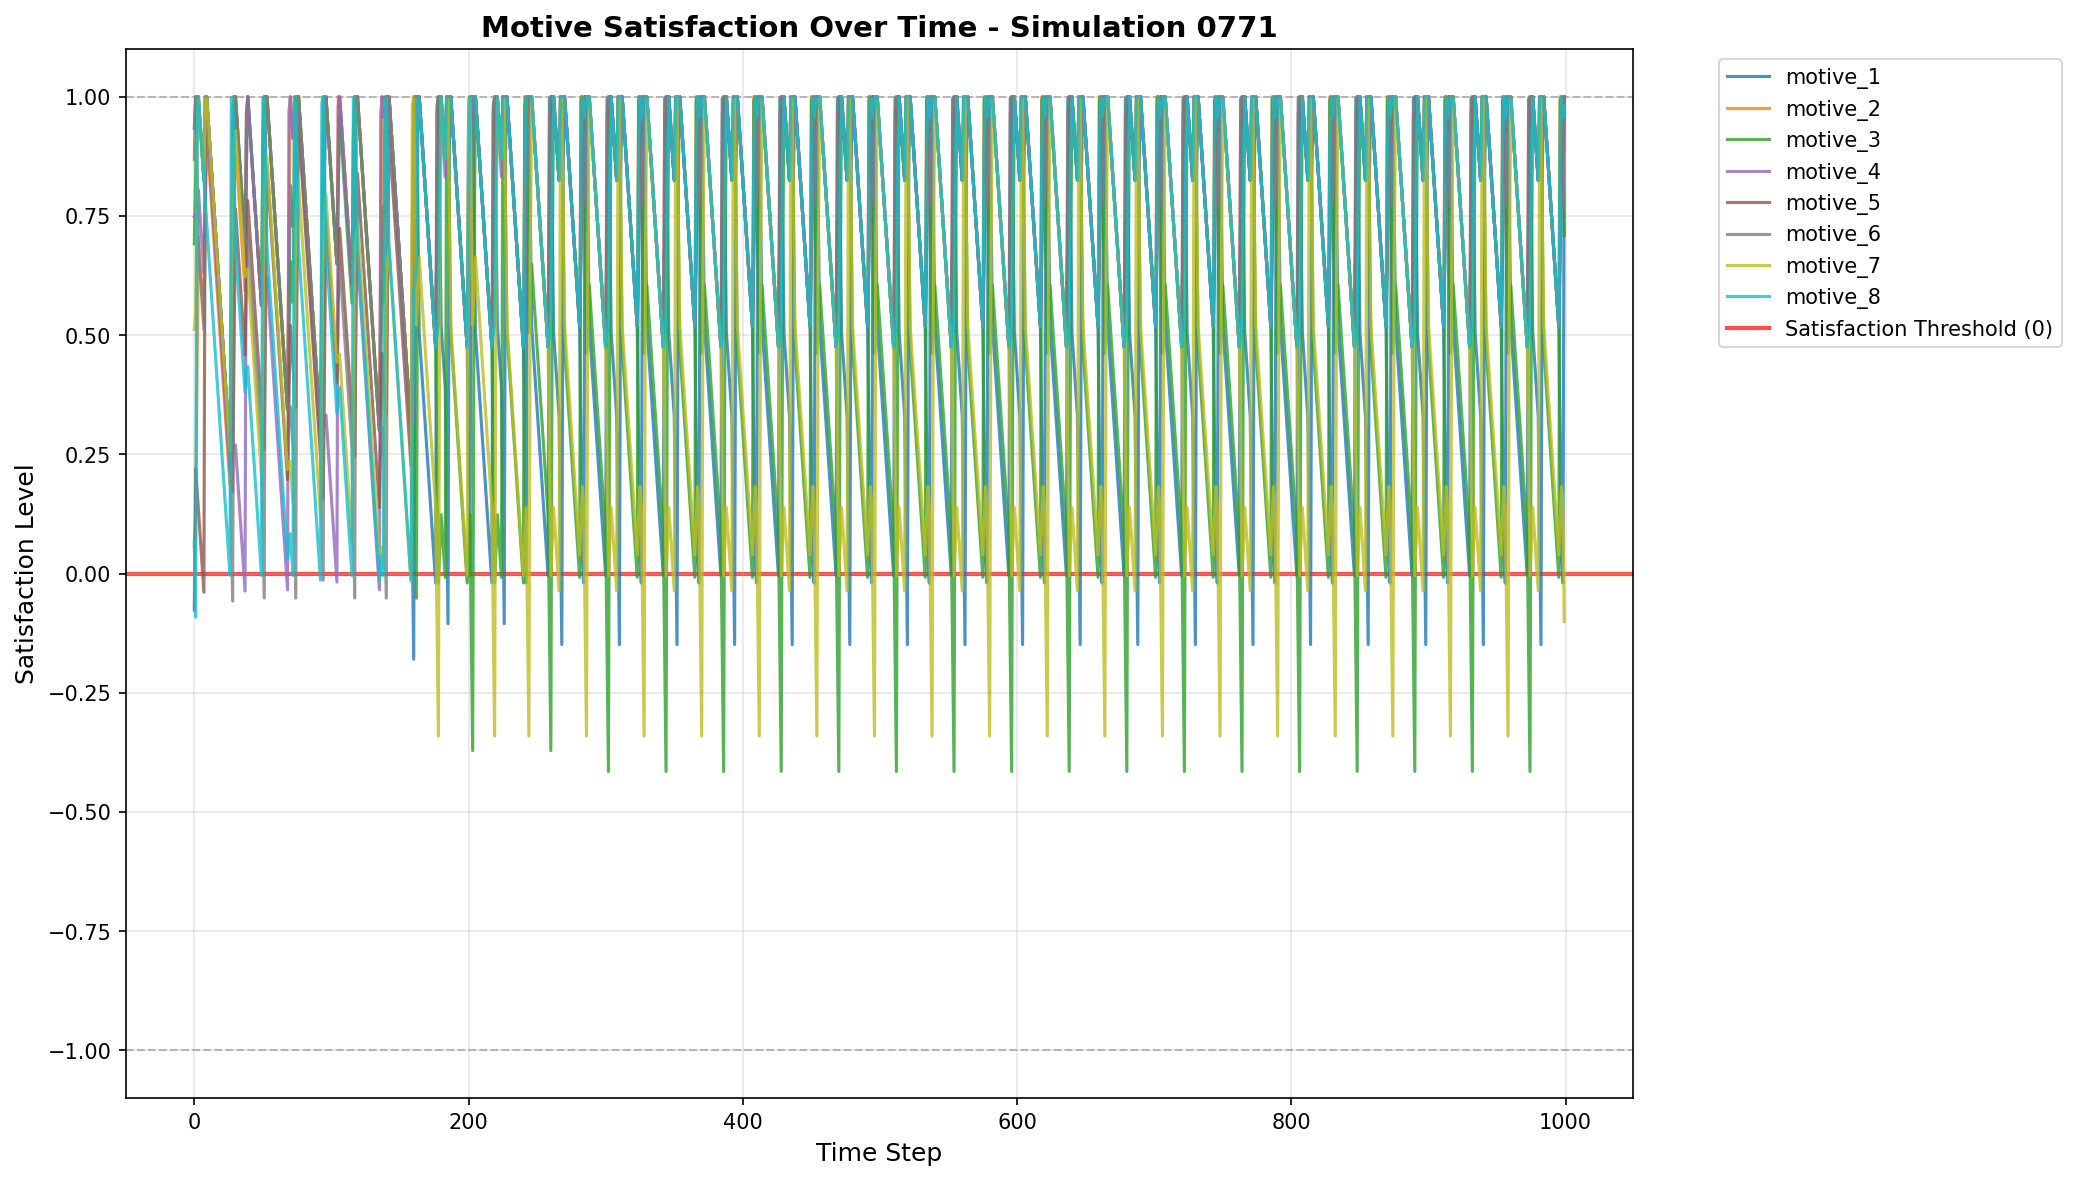 Motive Satisfaction Over Time - Simulation 0771
Satisfaction Level
1.00
0.75
0.50
0.25
0.00
−0.25
−0.50
−0.75
−1.00
0
200
400
600
800
1000
Time Step
motive_1
motive_2
motive_3
motive_4
motive_5
motive_6
motive_7
motive_8
Satisfaction Threshold (0)